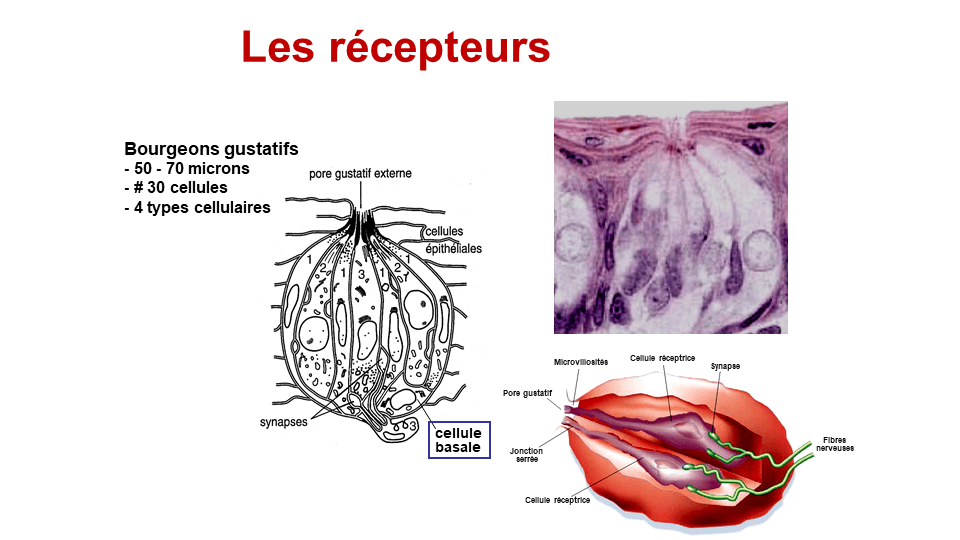 Les récepteurs
Bourgeons gustatifs
- 50 - 70 microns
- # 30 cellules
- 4 types cellulaires
pore gustatif externe
cellules
épithéliales
1
2
1
3
1
2
1
synapses
3
cellule
basale
Microvillosités
Cellule réceptrice
Synapse
Pore gustatif
Jonction
serrée
Fibres
nerveuses
Cellule réceptrice